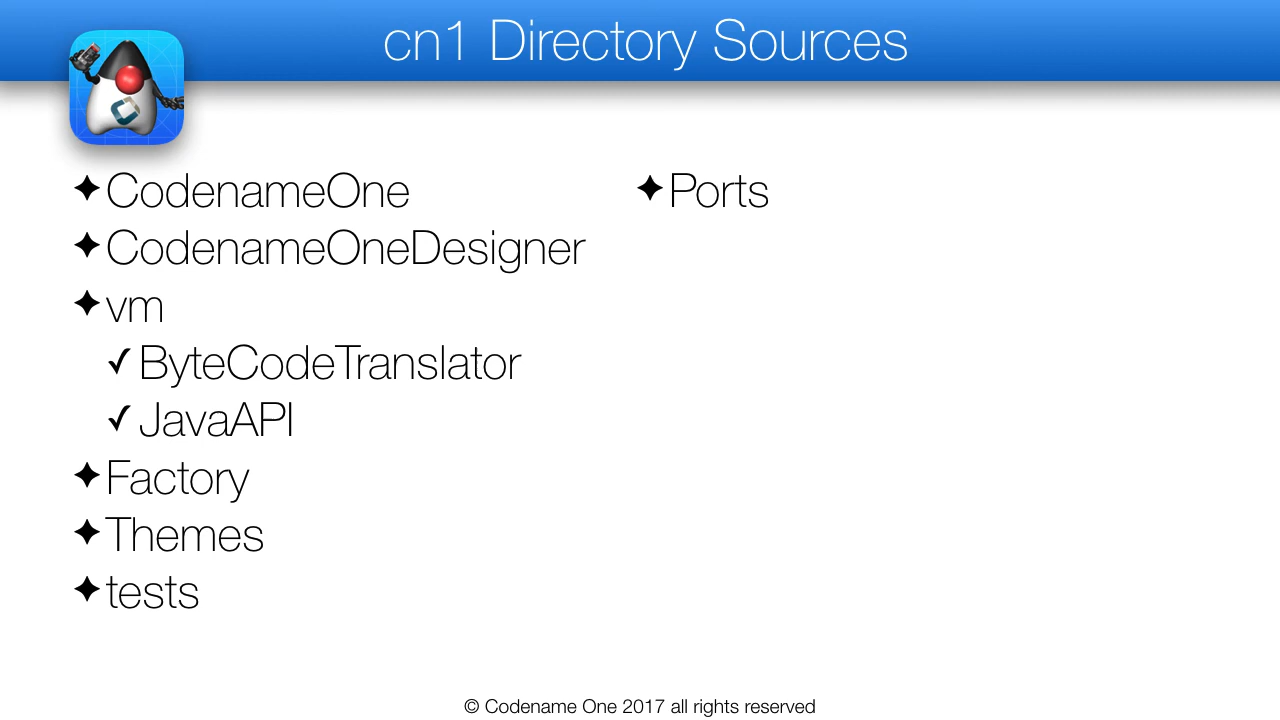 cn1 Directory Sources
✦CodenameOne
✦CodenameOneDesigner
✦vm
✓ByteCodeTranslator
✓JavaAPI
✦Factory
✦Themes
✦tests
✦Ports
© Codename One 2017 all rights reserved